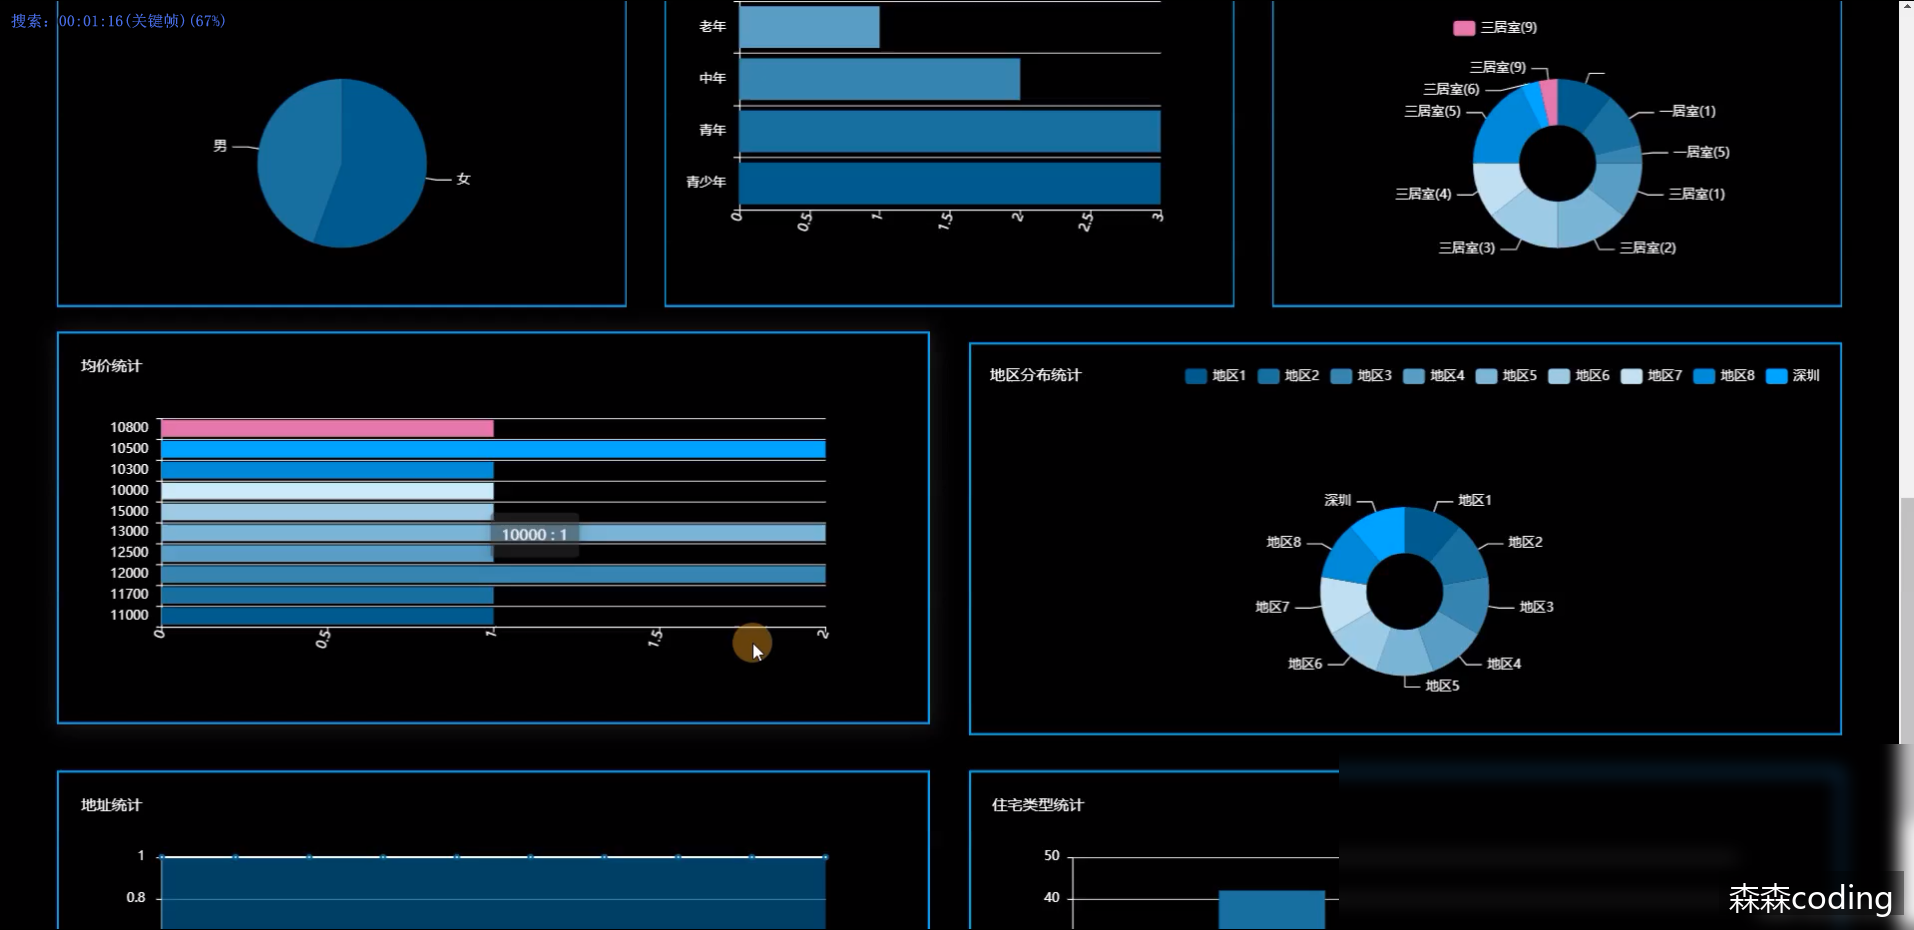 搜索：00:01:16(关键帧)(67%)
男
女
老年
中年
青年
青少年
0 0.5 1 1.5 2 2.5 3
三居室(9)
三居室(9)
三居室(6)
三居室(5)
一居室(1)
一居室(5)
三居室(4)
三居室(1)
三居室(3)
三居室(2)
均价统计
10800
10500
10300
10000
15000
13000
12500
12000
11700
11000
10000 : 1
0 0.5 1 1.5 2
地区分布统计
地区1 地区2 地区3 地区4 地区5 地区6 地区7 地区8 深圳
深圳
地区1
地区8
地区2
地区7
地区3
地区6
地区4
地区5
地址统计
1
0.8
住宅类型统计
50
40
森森coding